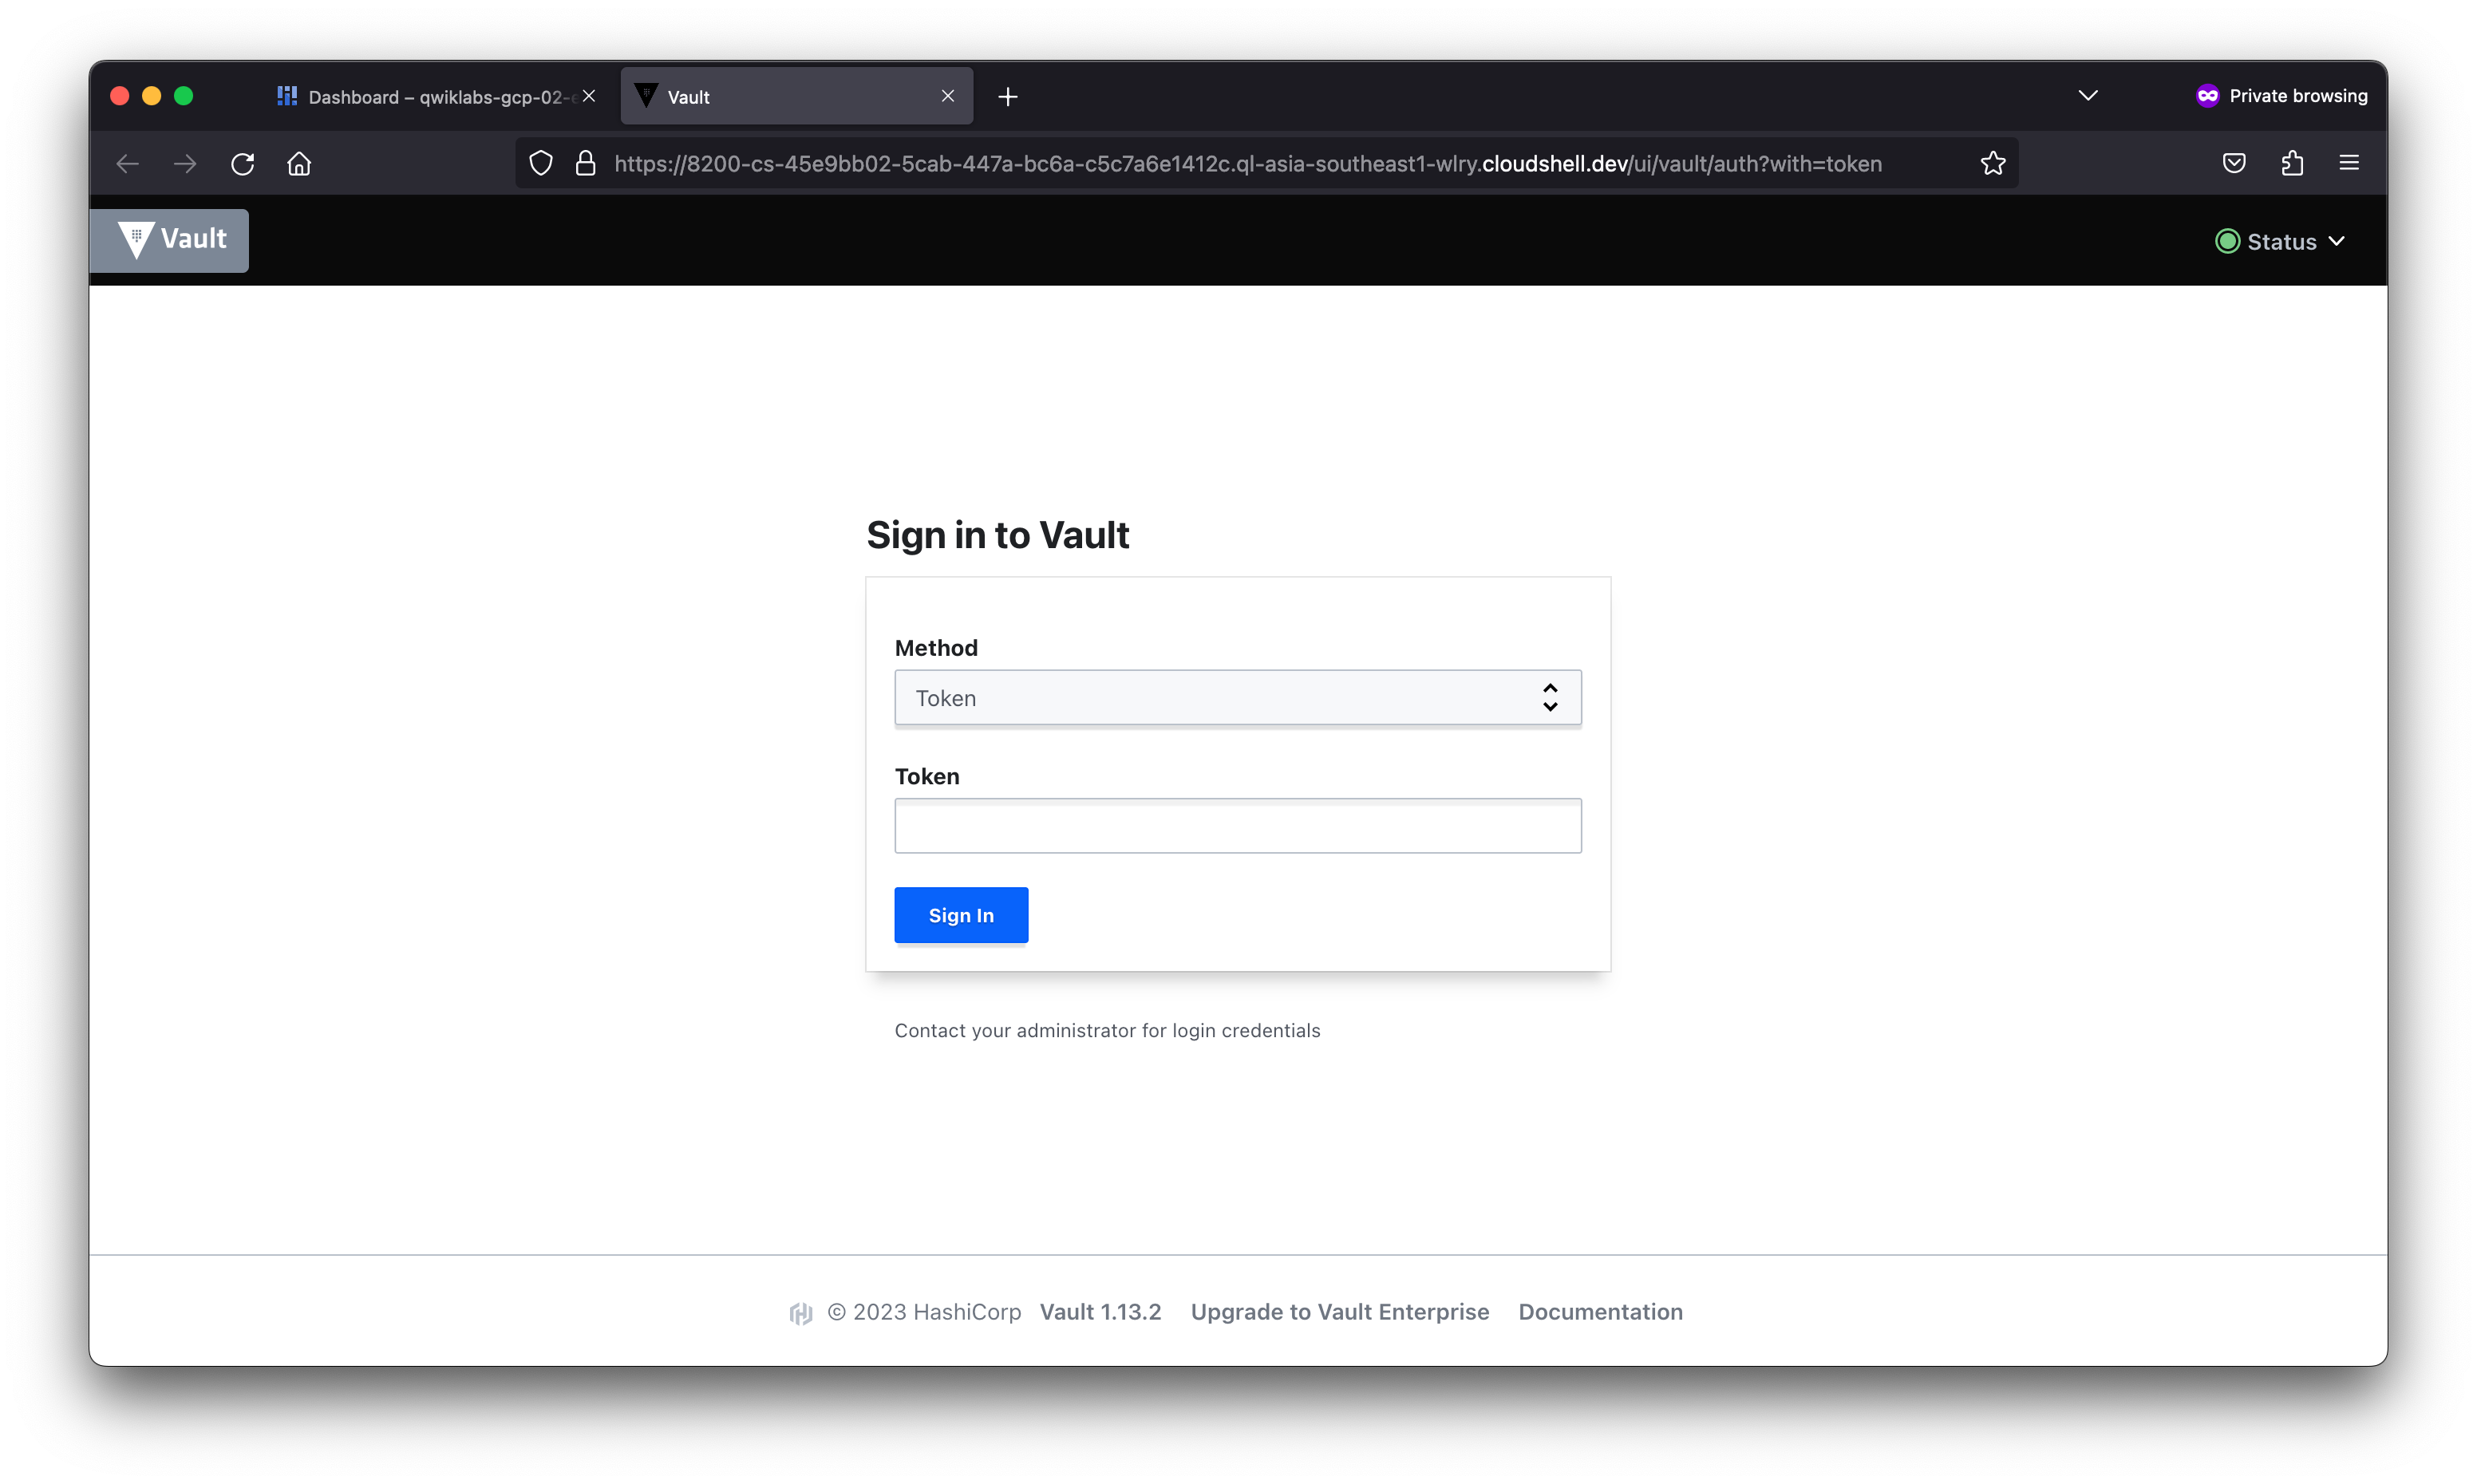 Dashboard – qwiklabs-gcp-02-
Vault
Private browsing
https://8200-cs-45e9bb02-5cab-447a-bc6a-c5c7a6e1412c.ql-asia-southeast1-wlry.cloudshell.dev/ui/vault/auth?with=token
Vault
Status
Sign in to Vault
Method
Token
Token
Sign In
Contact your administrator for login credentials
© 2023 HashiCorp Vault 1.13.2 Upgrade to Vault Enterprise Documentation